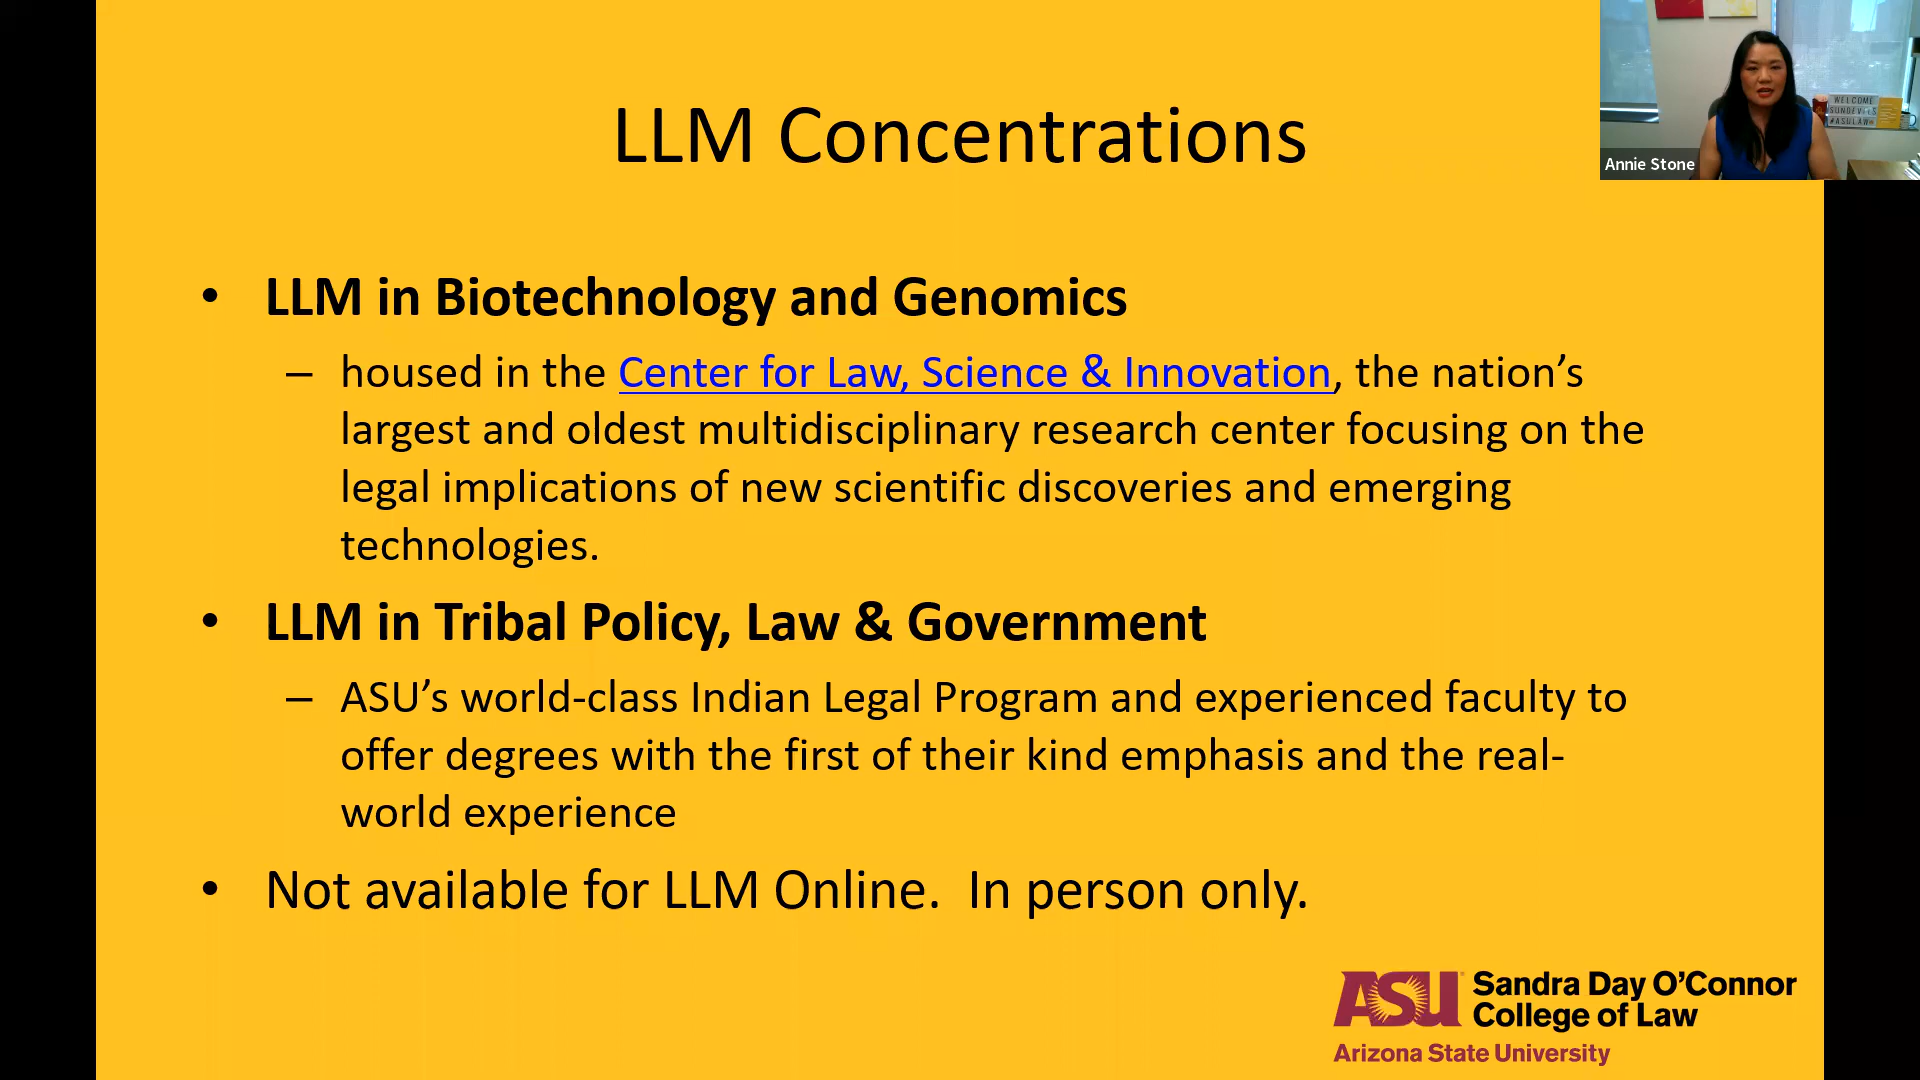 LLM Concentrations
WELCOME
SUNDEVILS
#ASULAW
Annie Stone
• LLM in Biotechnology and Genomics
– housed in the Center for Law, Science & Innovation, the nation’s
largest and oldest multidisciplinary research center focusing on the
legal implications of new scientific discoveries and emerging
technologies.
• LLM in Tribal Policy, Law & Government
– ASU’s world-class Indian Legal Program and experienced faculty to
offer degrees with the first of their kind emphasis and the real-
world experience
• Not available for LLM Online.  In person only.
ASU Sandra Day O’Connor
College of Law
Arizona State University